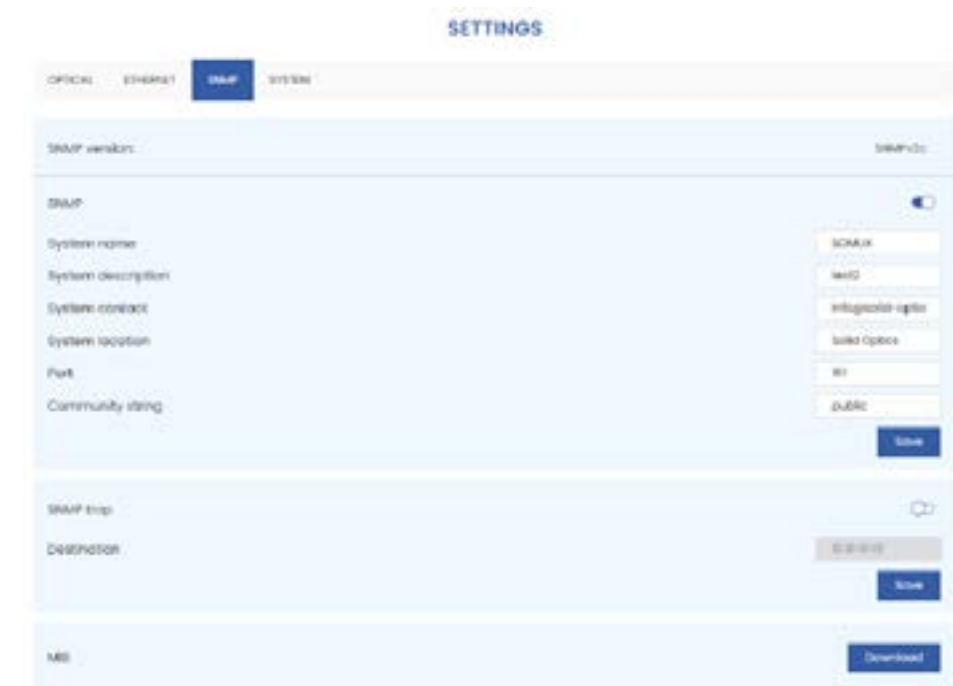 SETTINGS
OPTICAL ETHERNET SNMP SYSTEM
SNMP version:
SNMP
System name SOMUX
System description
System contact
System location Solid Optics
Port 161
Community string public
Save
SNMP trap
Destination
Save
MIB Download